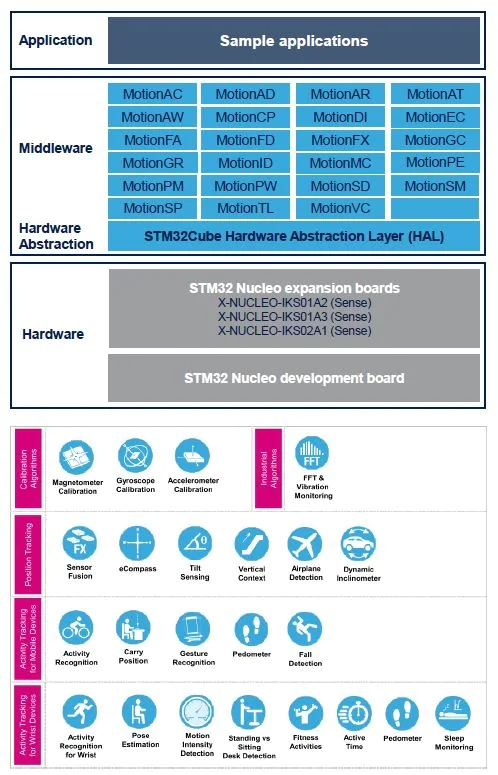 Application
Sample applications
Middleware
MotionAC MotionAD MotionAR MotionAT
MotionAW MotionCP MotionDI MotionEC
MotionFA MotionFD MotionFX MotionGC
MotionGR MotionID MotionMC MotionPE
MotionPM MotionPW MotionSD MotionSM
MotionSP MotionTL MotionVC
Hardware
Abstraction
STM32Cube Hardware Abstraction Layer (HAL)
Hardware
STM32 Nucleo expansion boards
X-NUCLEO-IKS01A2 (Sense)
X-NUCLEO-IKS01A3 (Sense)
X-NUCLEO-IKS02A1 (Sense)
STM32 Nucleo development board
Calibration
Algorithms
Magnetometer
Calibration
Gyroscope
Calibration
Accelerometer
Calibration
Industrial
Algorithms
FFT
FFT &
Vibration
Monitoring
Position Tracking
FX
Sensor
Fusion
eCompass
θ
Tilt
Sensing
Vertical
Context
Airplane
Detection
Dynamic
Inclinometer
Activity Tracking
for Mobile Devices
Activity
Recognition
Carry
Position
Gesture
Recognition
Pedometer
Fall
Detection
Activity Tracking
for Wrist Devices
Activity
Recognition
for Wrist
Pose
Estimation
Motion
Intensity
Detection
Standing vs
Sitting
Desk Detection
Fitness
Activities
Active
Time
Pedometer
Sleep
Monitoring